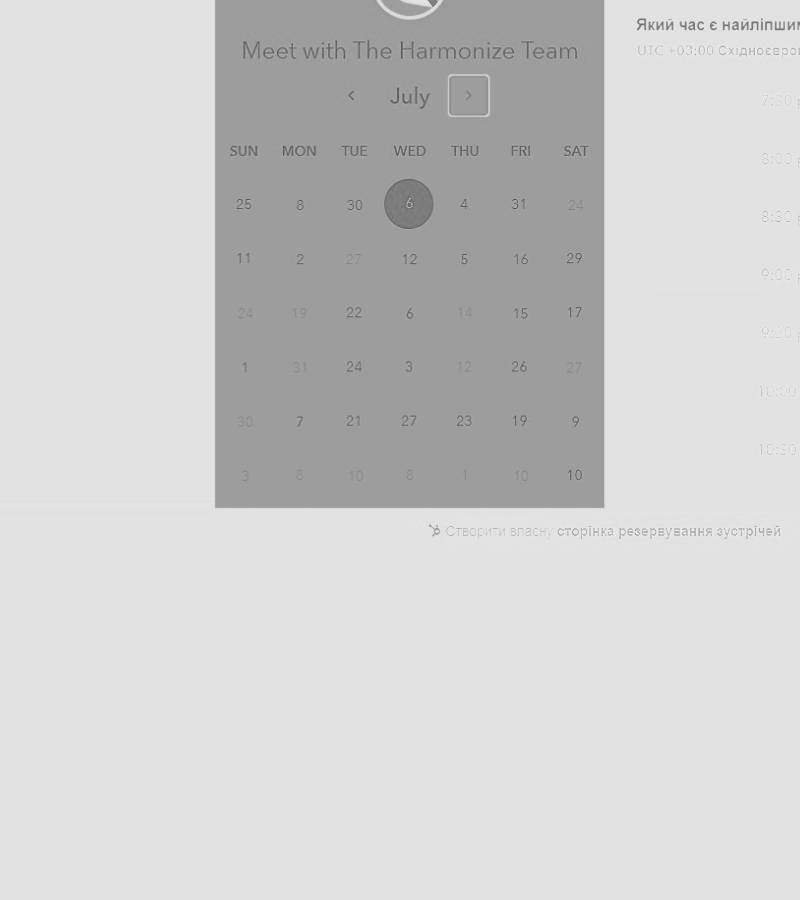 Meet with The Harmonize Team
July
SUN MON TUE WED THU FRI SAT
25 8 30 6 4 31 24
11 2 27 12 5 16 29
24 19 22 6 14 15 17
1 31 24 3 12 26 27
30 7 21 27 23 19 9
3 8 10 8 1 10 10
Який час є
UTC +03:00
7:30
8:00
8:30
9:00
9:30
10:00
10:30
Створити власну сторінка резервування зустрічей